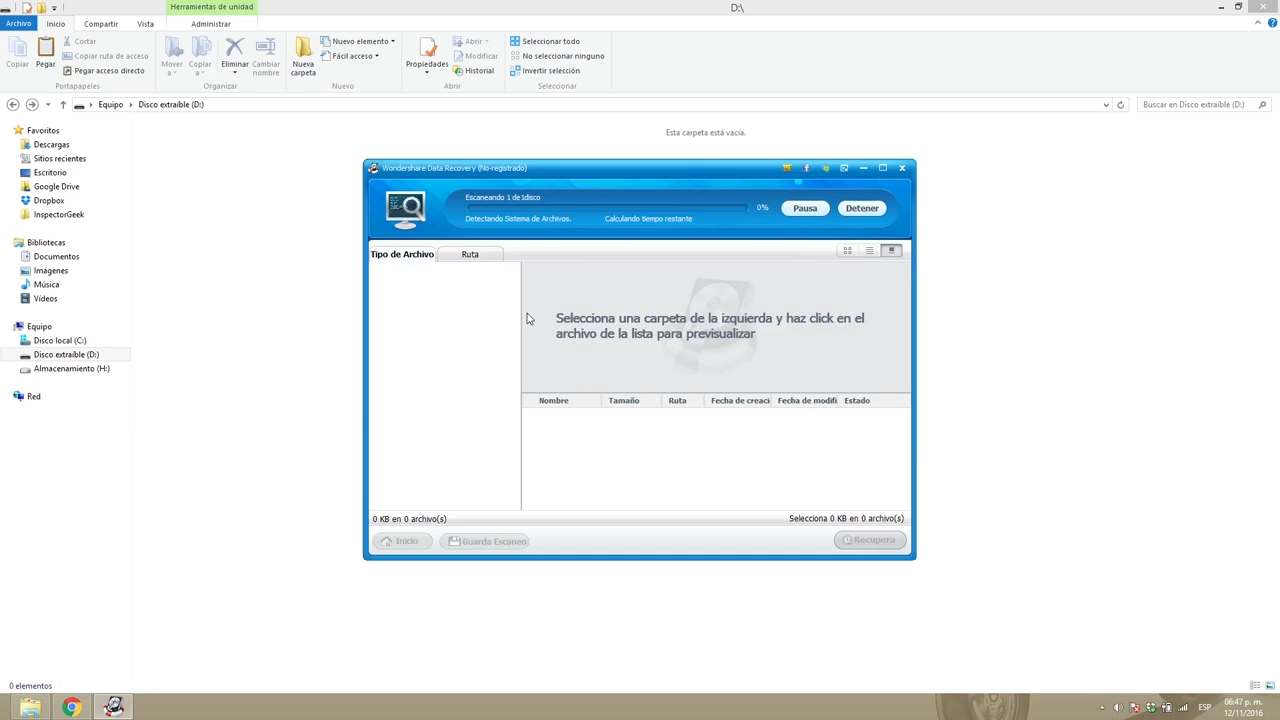 Herramientas de unidad
D:\
Archivo Inicio Compartir Vista Administrar
Copiar
Pegar
Cortar
Copiar ruta de acceso
Pegar acceso directo
Portapapeles
Mover a
Copiar a
Eliminar
Cambiar nombre
Organizar
Nueva carpeta
Nuevo elemento
Fácil acceso
Nuevo
Propiedades
Abrir
Modificar
Historial
Abrir
Seleccionar todo
No seleccionar ninguno
Invertir selección
Seleccionar
Equipo Disco extraíble (D:)
Buscar en Disco extraíble (D:)
Favoritos
Descargas
Sitios recientes
Escritorio
Google Drive
Dropbox
InspectorGeek
Bibliotecas
Documentos
Imágenes
Música
Vídeos
Equipo
Disco local (C:)
Disco extraíble (D:)
Almacenamiento (H:)
Red
Esta carpeta está vacía.
Wondershare Data Recovery (No-registrado)
Escaneando 1 de1disco
0%
Pausa
Detener
Detectando Sistema de Archivos. Calculando tiempo restante
Tipo de Archivo Ruta
Selecciona una carpeta de la izquierda y haz click en el
archivo de la lista para previsualizar
Nombre Tamaño Ruta Fecha de creaci Fecha de modifi Estado
0 KB en 0 archivo(s)
Selecciona 0 KB en 0 archivo(s)
Inicio
Guarda Escaneo
Recupera
0 elementos
ESP
06:47 p. m.
12/11/2016